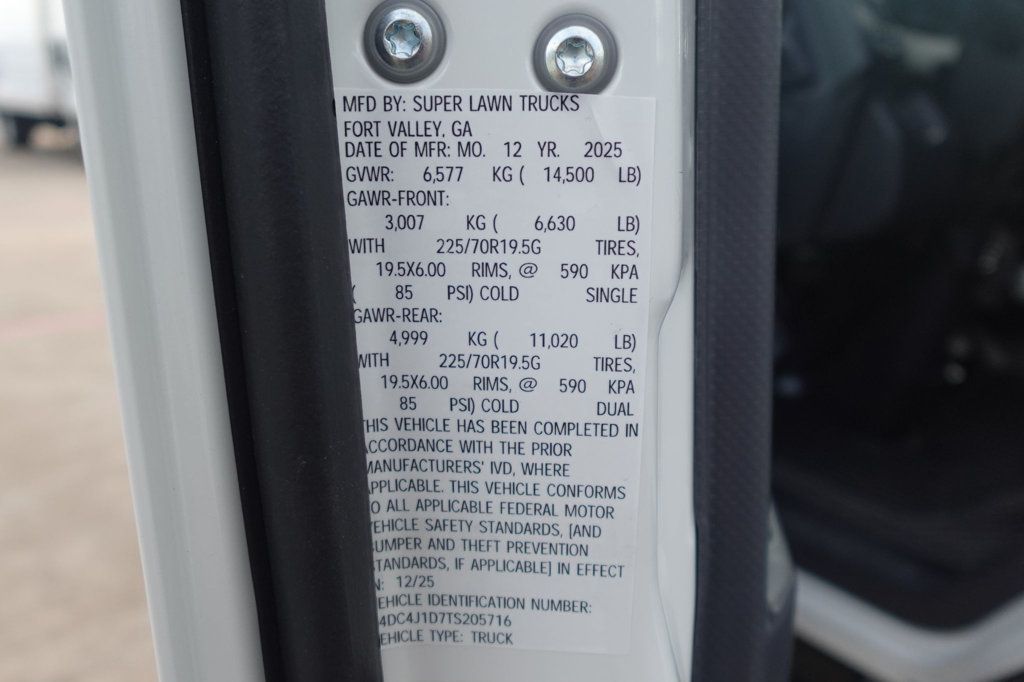 MFD BY: SUPER LAWN TRUCKS
FORT VALLEY, GA
DATE OF MFR: MO. 12 YR. 2025
GVWR: 6,577 KG ( 14,500 LB)
GAWR-FRONT:
3,007 KG ( 6,630 LB)
WITH 225/70R19.5G TIRES,
19.5X6.00 RIMS, @ 590 KPA
( 85 PSI) COLD SINGLE
GAWR-REAR:
4,999 KG ( 11,020 LB)
WITH 225/70R19.5G TIRES,
19.5X6.00 RIMS, @ 590 KPA
85 PSI) COLD DUAL
THIS VEHICLE HAS BEEN COMPLETED IN
ACCORDANCE WITH THE PRIOR
MANUFACTURERS' IVD, WHERE
APPLICABLE. THIS VEHICLE CONFORMS
TO ALL APPLICABLE FEDERAL MOTOR
VEHICLE SAFETY STANDARDS, [AND
BUMPER AND THEFT PREVENTION
STANDARDS, IF APPLICABLE] IN EFFECT
N: 12/25
EHICLE IDENTIFICATION NUMBER:
4DC4J1D7TS205716
EHICLE TYPE: TRUCK